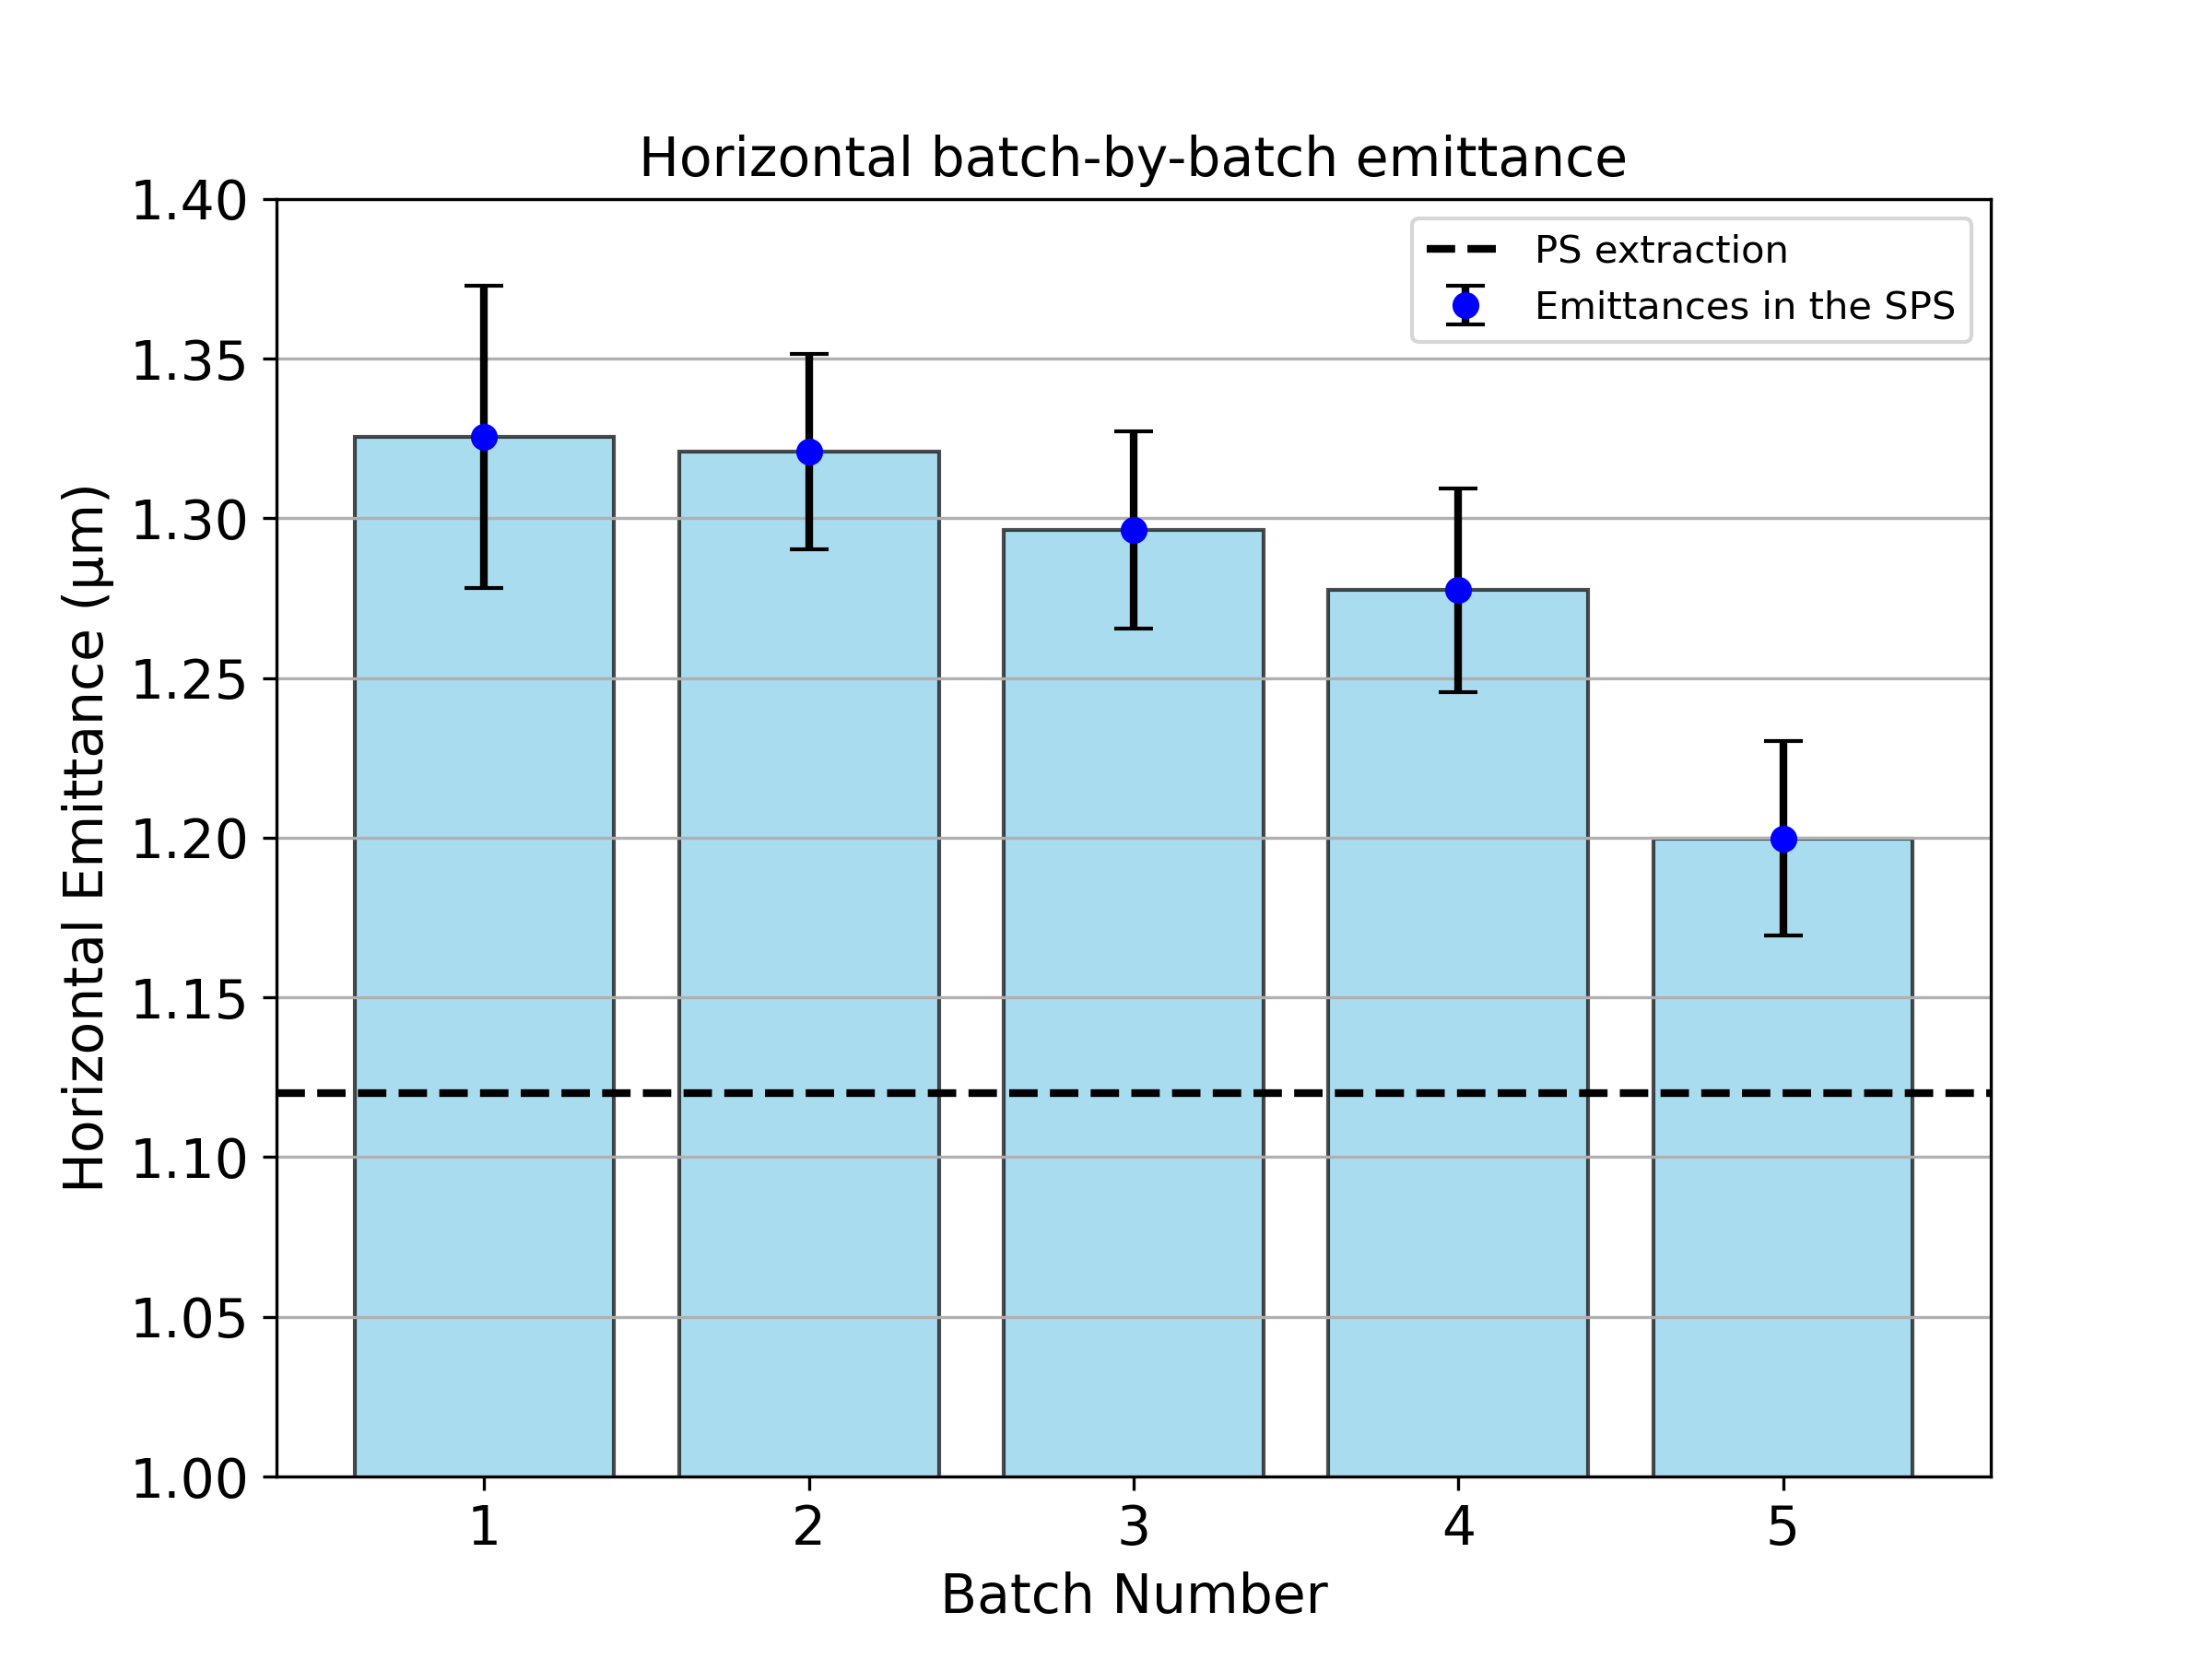 Horizontal batch-by-batch emittance
1.40
1.35
1.30
1.25
1.20
1.15
1.10
1.05
1.00
Horizontal Emittance (µm)
PS extraction
Emittances in the SPS
1 2 3 4 5
Batch Number